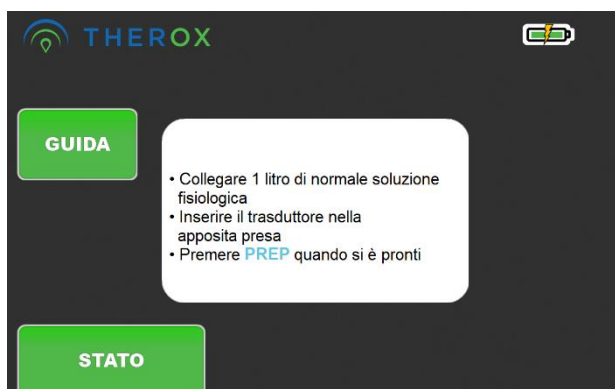 THEROX
GUIDA
• Collegare 1 litro di normale soluzione
fisiologica
• Inserire il trasduttore nella
apposita presa
• Premere PREP quando si è pronti
STATO